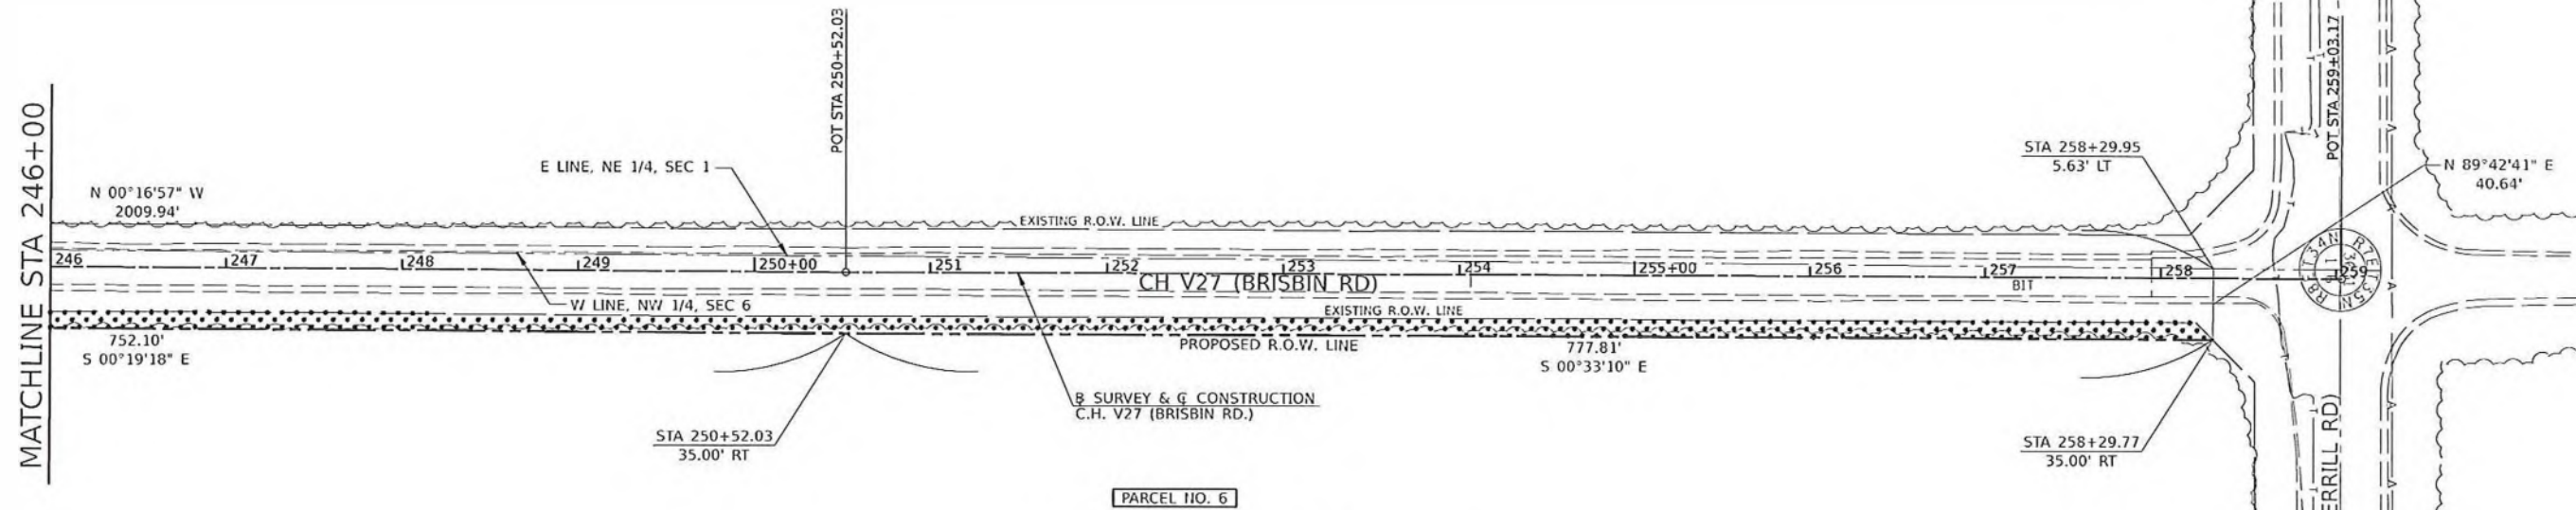 MATCHLINE STA 246+00
N 00°16'57" W
2009.94'
E LINE, NE 1/4, SEC 1
POT STA 250+52.03
EXISTING R.O.W. LINE
STA 258+29.95
5.63' LT
POT STA 259+03.17
N 89°42'41" E
40.64'
246
247
248
249
250+00
251
252
253
254
255+00
256
257
258
259
CH V27 (BRISBIN RD)
BIT
W LINE, NW 1/4, SEC 6
EXISTING R.O.W. LINE
PROPOSED R.O.W. LINE
752.10'
S 00°19'18" E
777.81'
S 00°33'10" E
SURVEY & ℄ CONSTRUCTION
C.H. V27 (BRISBIN RD.)
STA 250+52.03
35.00' RT
STA 258+29.77
35.00' RT
ERRILL RD)
PARCEL NO. 6
T34N
R7E
T35N
R8